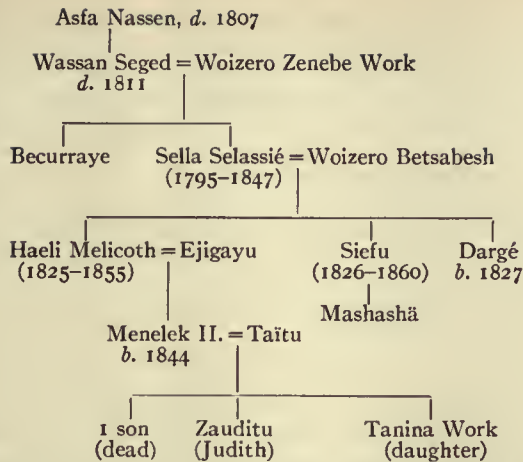 Asfa Nassen, d. 1807
Wassan Seged = Woizero Zenebe Work
d. 1811
Becurraye Sella Selassié = Woizero Betsabesh
(1795–1847)
Haeli Melicoth = Ejigayu Siefu Dargé
(1825–1855) (1826–1860) b. 1827
Mashashä
Menelek II. = Taïtu
b. 1844
1 son Zauditu Tanina Work
(dead) (Judith) (daughter)